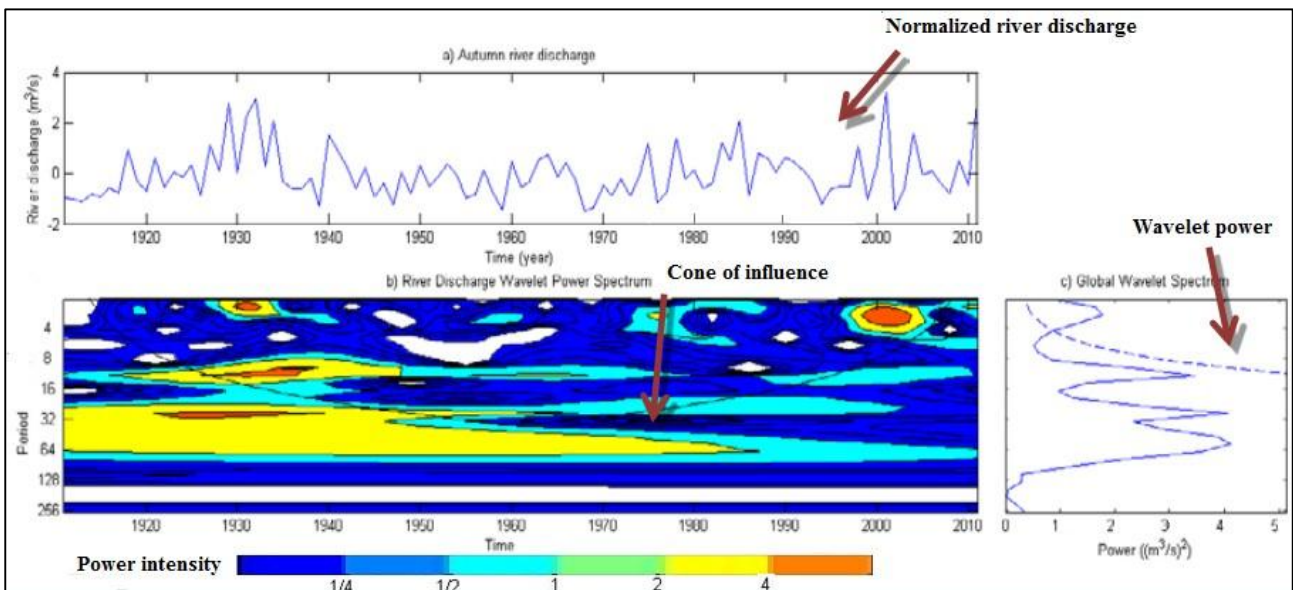 Normalized river discharge
a) Autumn river discharge
River discharge (m³/s)
4
2
0
-2
1920 1930 1940 1950 1960 1970 1980 1990 2000 2010
Time (year)
Wavelet power
Cone of influence
b) River Discharge Wavelet Power Spectrum
c) Global Wavelet Spectrum
Period
4
8
16
32
64
128
256
1920 1930 1940 1950 1960 1970 1980 1990 2000 2010
Time
0 1 2 3 4 5
Power ((m³/s)²)
Power intensity
1/4 1/2 1 2 4